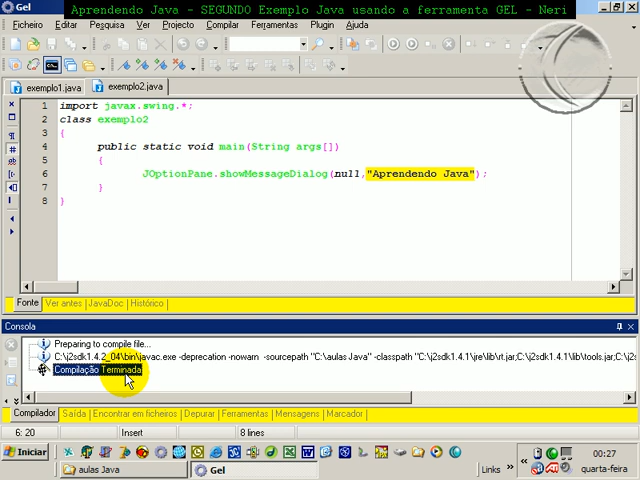 Aprendendo Java - SEGUNDO Exemplo Java usando a ferramenta GEL - Neri
Gel
Ficheiro Editar Pesquisa Ver Projecto Compilar Ferramentas Plugin Ajuda
exemplo1.java exemplo2.java
1 import javax.swing.*;
2 class exemplo2
3 {
4 public static void main(String args[])
5 {
6 JOptionPane.showMessageDialog(null,"Aprendendo Java");
7 }
8 }
Fonte Ver antes JavaDoc Histórico
Consola
Preparing to compile file...
C:\j2sdk1.4.2_04\bin\javac.exe -deprecation -nowarn -sourcepath "C:\aulas Java" -classpath "C:\j2sdk1.4.1\jre\lib\rt.jar;C:\j2sdk1.4.1\lib\tools.jar;C:\j2s
Compilação Terminada
Compilador Saída Encontrar em ficheiros Depurar Ferramentas Mensagens Marcador
6: 20 Insert 8 lines
Iniciar
aulas Java Gel
Links »
00:27
quarta-feira